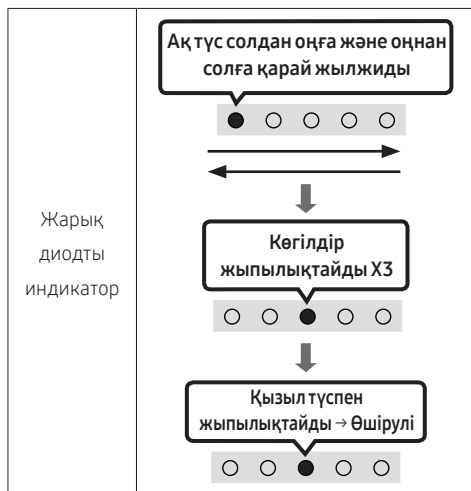 Ақ түс солдан оңға және оңнан
солға қарай жылжиды
Жарық
диодты
индикатор
Көгілдір
жыпылықтайды X3
Қызыл түспен
жыпылықтайды → Өшірулі